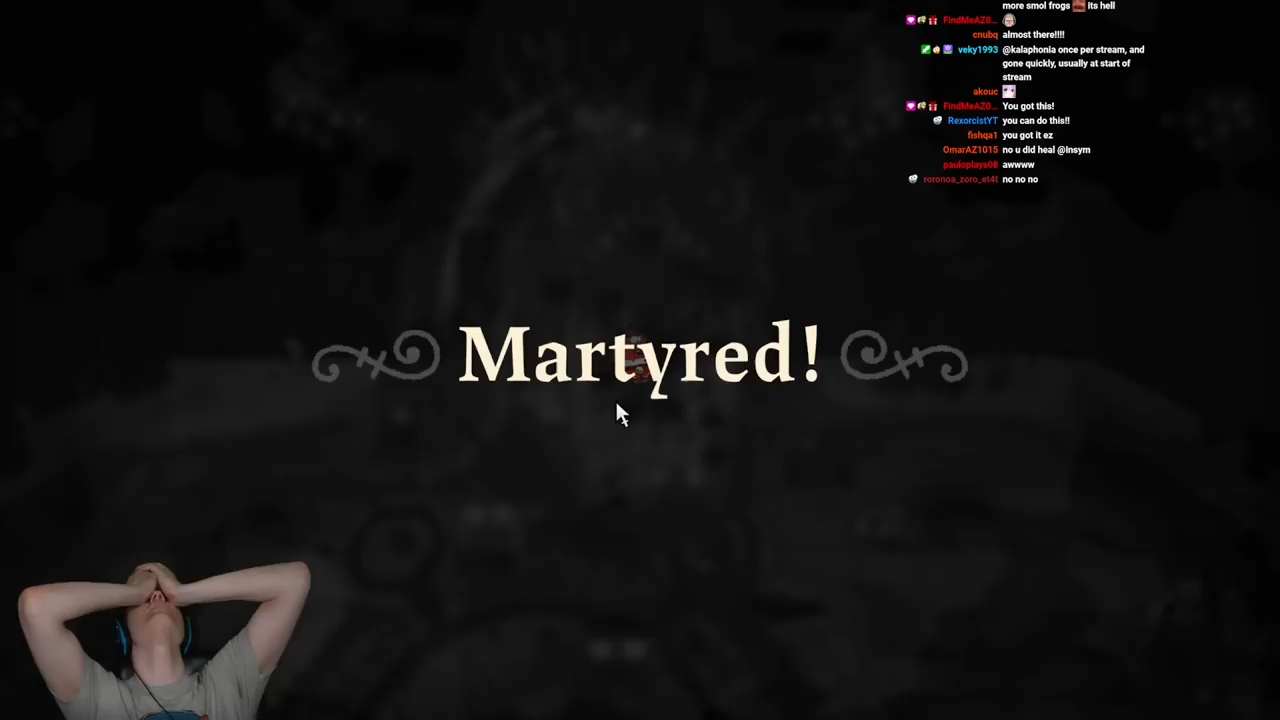 more smol frogs its hell
FindMeAZ0...
cnubq almost there!!!!
veky1993 @kalaphonia once per stream, and
gone quickly, usually at start of
stream
akouc
FindMeAZ0... You got this!
RexorcistYT you can do this!!
fishqa1 you got it ez
OmarAZ1015 no u did heal @Insym
pauloplays08 awwww
roronoa_zoro_et4t no no no
Martyred!